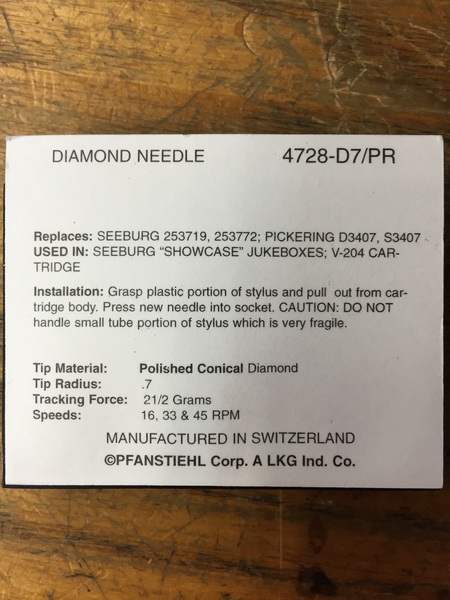 DIAMOND NEEDLE 4728-D7/PR
Replaces: SEEBURG 253719, 253772; PICKERING D3407, S3407
USED IN: SEEBURG “SHOWCASE” JUKEBOXES; V-204 CAR-
TRIDGE
Installation: Grasp plastic portion of stylus and pull out from car-
tridge body. Press new needle into socket. CAUTION: DO NOT
handle small tube portion of stylus which is very fragile.
Tip Material: Polished Conical Diamond
Tip Radius: .7
Tracking Force: 21/2 Grams
Speeds: 16, 33 & 45 RPM
MANUFACTURED IN SWITZERLAND
©PFANSTIEHL Corp. A LKG Ind. Co.